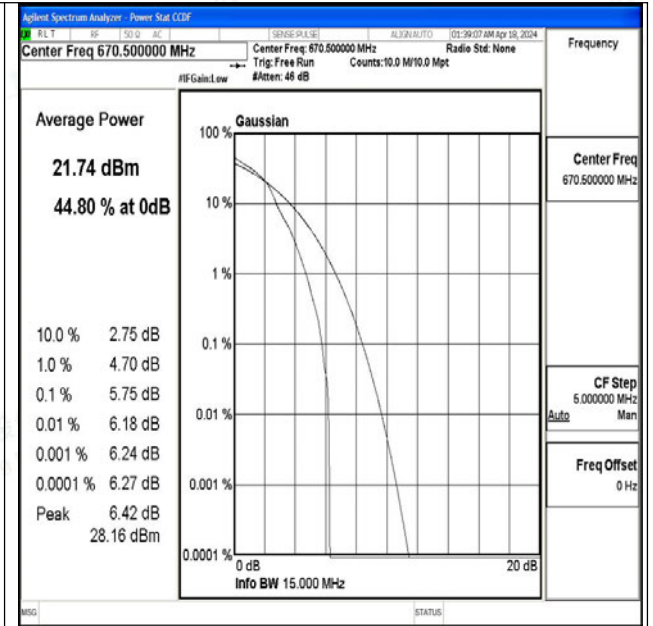 Agilent Spectrum Analyzer - Power Stat CCDF
RL T RF 50 Ω AC SENSE:PULSE ALIGN AUTO 01:39:07 AM Apr 18, 2024
Center Freq 670.500000 MHz
Center Freq: 670.500000 MHz Radio Std: None
Trig: Free Run Counts:10.0 M/10.0 Mpt
#IFGain:Low #Atten: 46 dB
Frequency
Average Power
21.74 dBm
44.80 % at 0dB
10.0 % 2.75 dB
1.0 % 4.70 dB
0.1 % 5.75 dB
0.01 % 6.18 dB
0.001 % 6.24 dB
0.0001 % 6.27 dB
Peak 6.42 dB
28.16 dBm
Gaussian
100 %
10 %
1 %
0.1 %
0.01 %
0.001 %
0.0001 %
0 dB 20 dB
Info BW 15.000 MHz
Center Freq
670.500000 MHz
CF Step
5.000000 MHz
Auto Man
Freq Offset
0 Hz
MSG STATUS